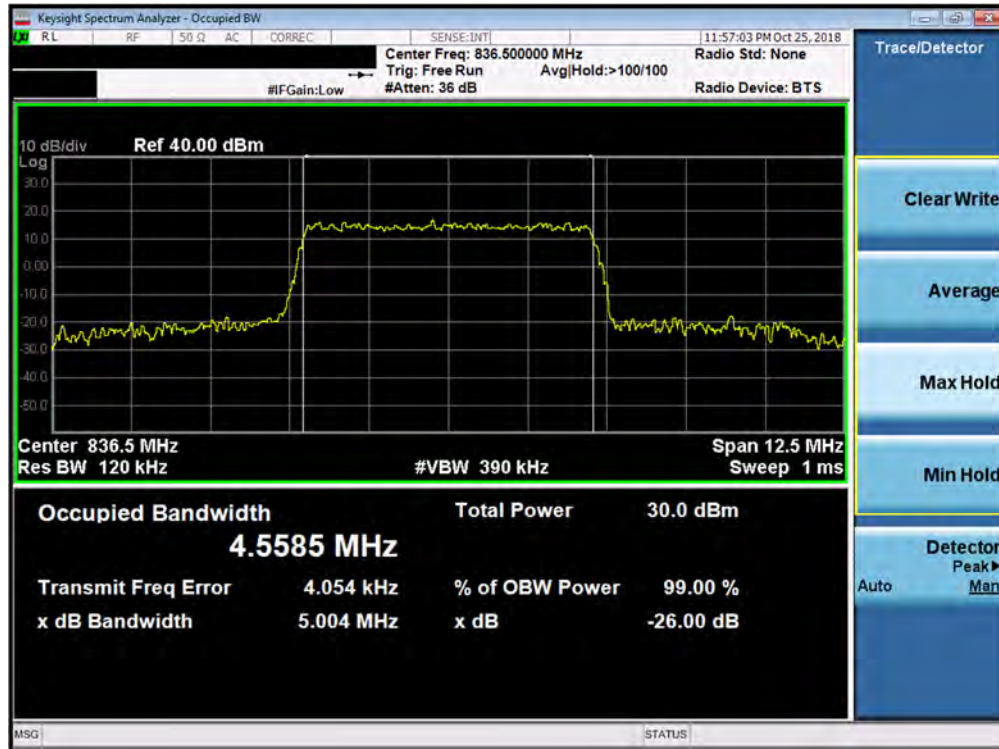 Keysight Spectrum Analyzer - Occupied BW
LXI RL RF 50 Ω AC CORREC SENSE:INT 11:57:03 PM Oct 25, 2018
Center Freq: 836.500000 MHz Radio Std: None
Trig: Free Run Avg|Hold:>100/100
#IFGain:Low #Atten: 36 dB Radio Device: BTS
Trace/Detector
10 dB/div Ref 40.00 dBm
Log
30.0
20.0
10.0
0.00
-10.0
-20.0
-30.0
-40.0
-50.0
Center 836.5 MHz Span 12.5 MHz
Res BW 120 kHz #VBW 390 kHz Sweep 1 ms
Occupied Bandwidth Total Power 30.0 dBm
4.5585 MHz
Transmit Freq Error 4.054 kHz % of OBW Power 99.00 %
x dB Bandwidth 5.004 MHz x dB -26.00 dB
Clear Write
Average
Max Hold
Min Hold
Detector
Peak▶
Auto Man
MSG STATUS